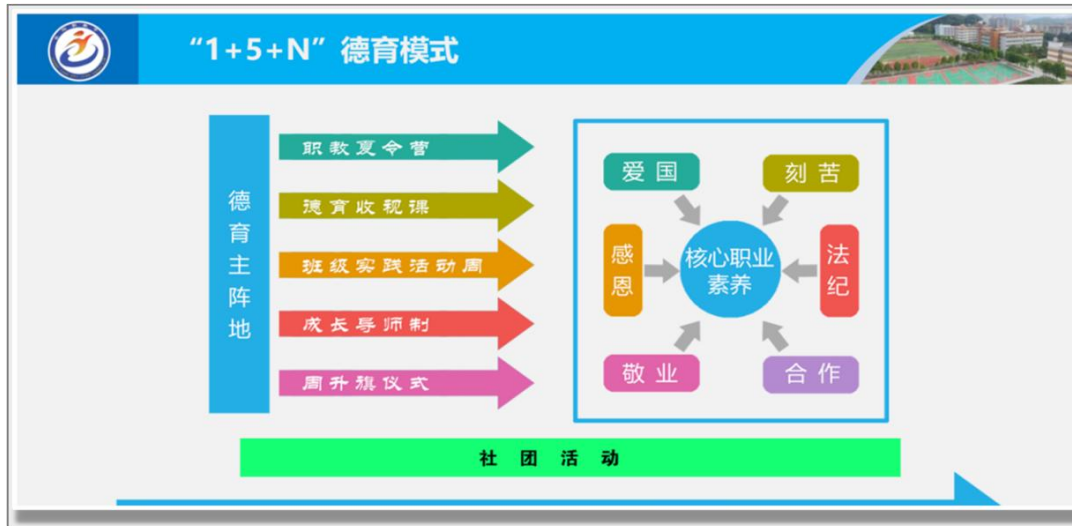 “1+5+N”德育模式
德育主阵地
职教夏令营
德育收视课
班级实践活动周
成长导师制
周升旗仪式
爱国
刻苦
感恩
核心职业
素养
法纪
敬业
合作
社团活动